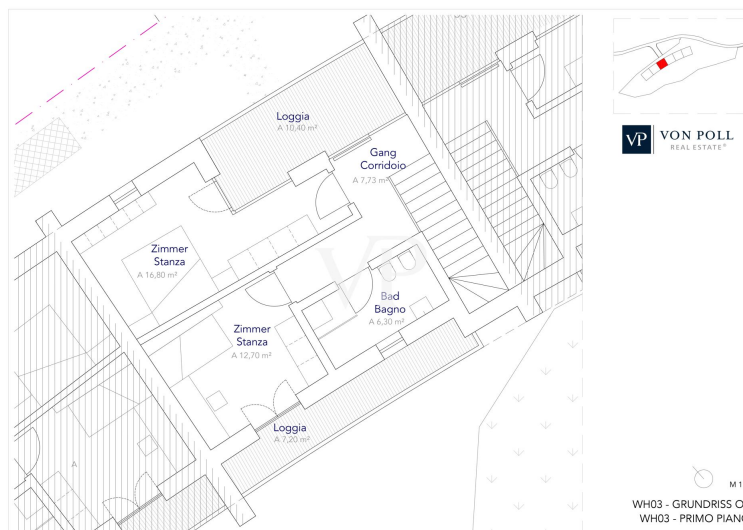 Loggia
A 10,40 m²
Gang
Corridoio
A 7,73 m²
Zimmer
Stanza
A 16,80 m²
Bad
Bagno
A 6,30 m²
Zimmer
Stanza
A 12,70 m²
Loggia
A 7,20 m²
A
VP
VP
VON POLL
REAL ESTATE®
M 1
WH03 - GRUNDRISS O
WH03 - PRIMO PIANO